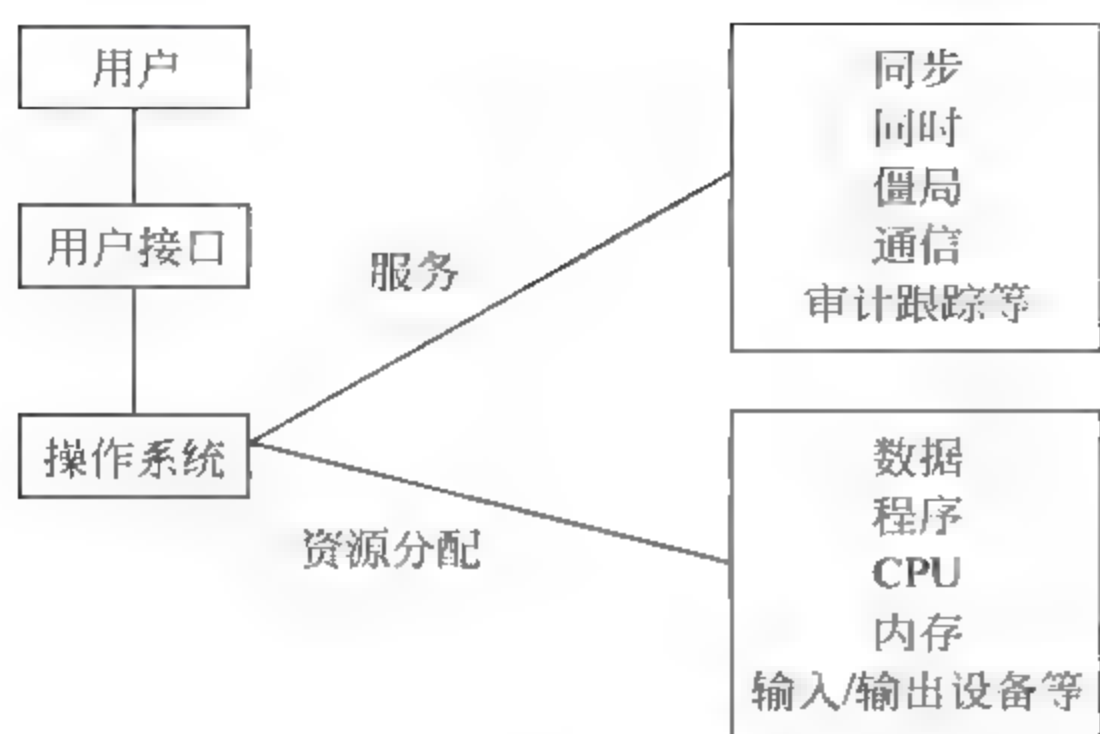 用户
用户接口
操作系统
服务
资源分配
同步
同时
僵局
通信
审计跟踪等
数据
程序
CPU
内存
输入/输出设备等